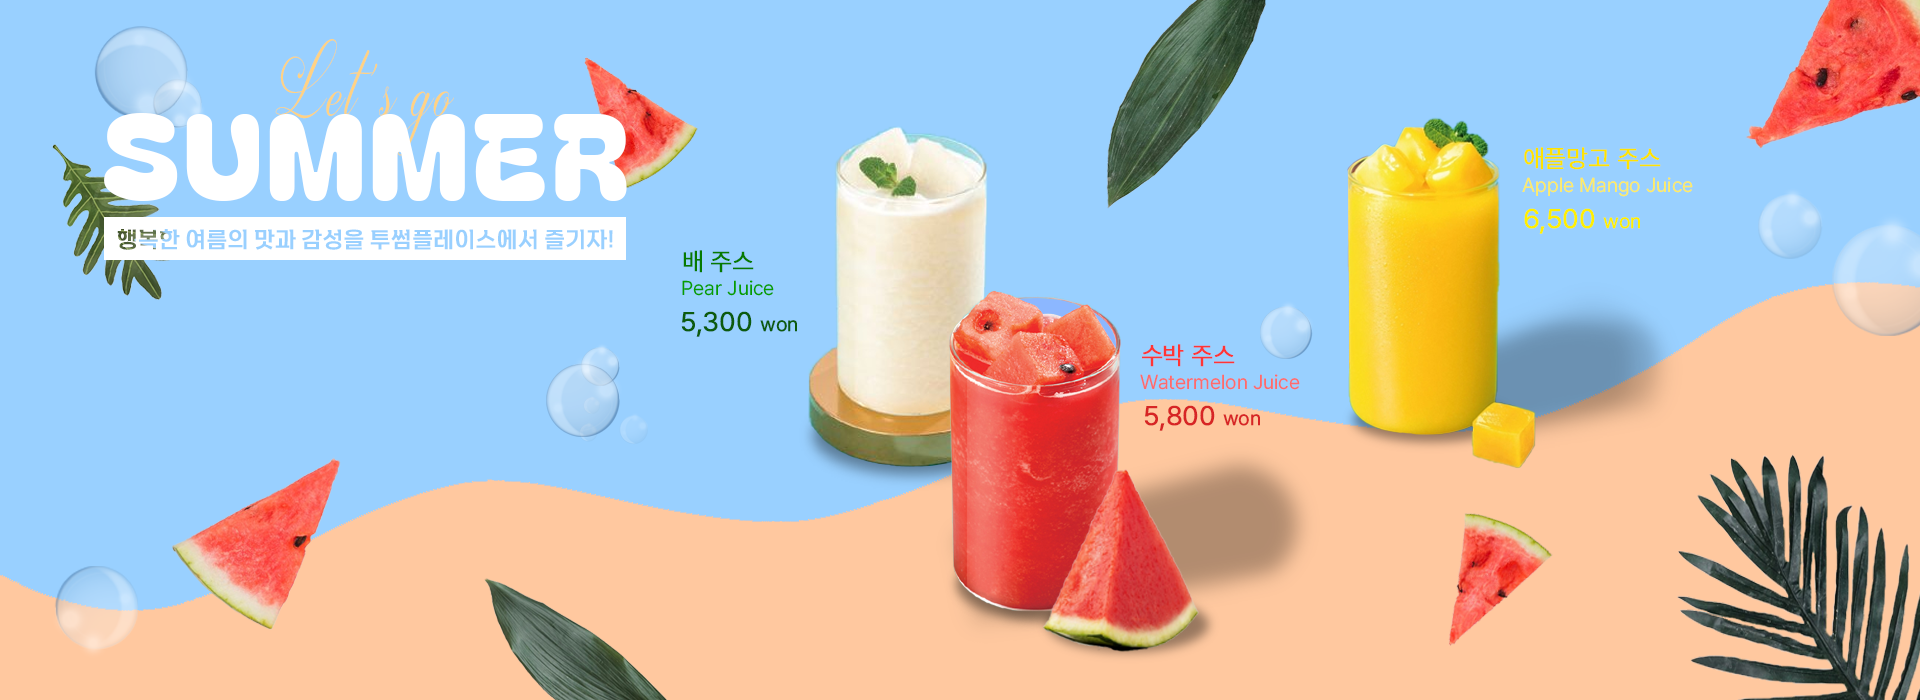 Let's go
SUMMER
행복한 여름의 맛과 감성을 투썸플레이스에서 즐기자!
배 주스
Pear Juice
5,300 won
수박 주스
Watermelon Juice
5,800 won
애플망고 주스
Apple Mango Juice
6,500 won